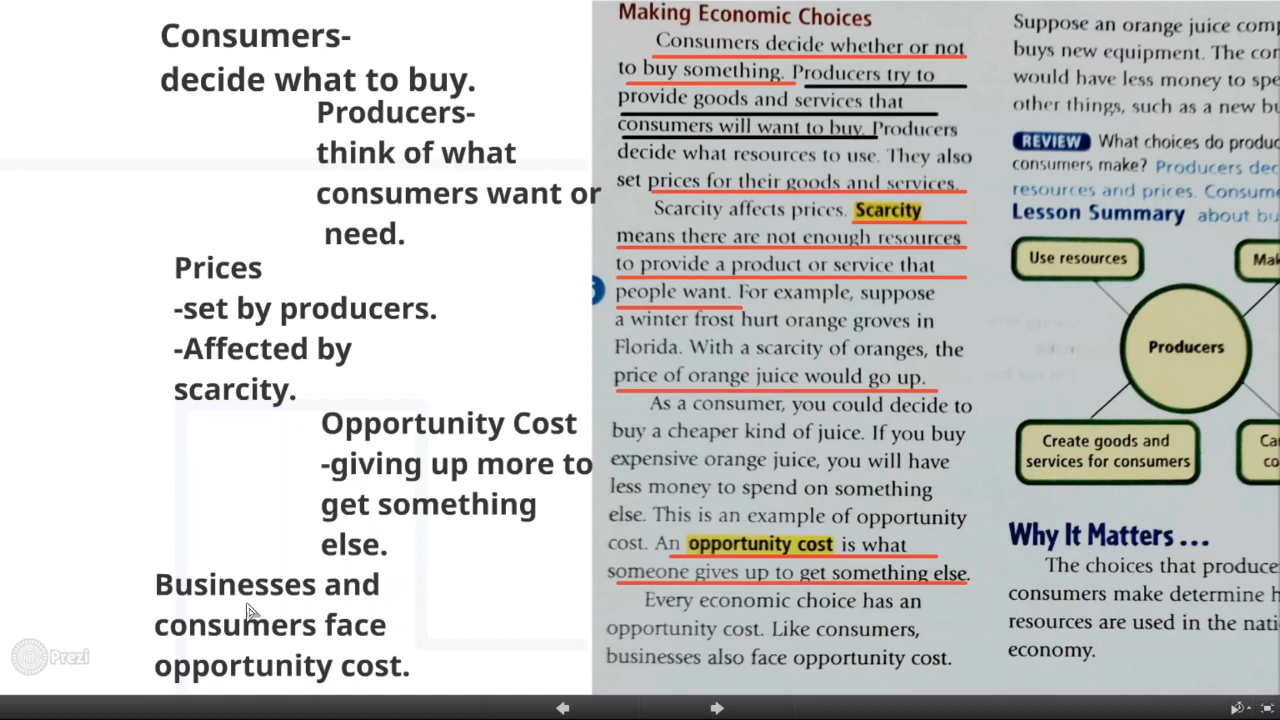 Consumers-
decide what to buy.
Producers-
think of what
consumers want or
need.
Prices
-set by producers.
-Affected by
scarcity.
Opportunity Cost
-giving up more to
get something
else.
Businesses and
consumers face
opportunity cost.
Prezi
Making Economic Choices
Consumers decide whether or not
to buy something. Producers try to
provide goods and services that
consumers will want to buy. Producers
decide what resources to use. They also
set prices for their goods and services.
Scarcity affects prices. Scarcity
means there are not enough resources
to provide a product or service that
people want. For example, suppose
a winter frost hurt orange groves in
Florida. With a scarcity of oranges, the
price of orange juice would go up.
As a consumer, you could decide to
buy a cheaper kind of juice. If you buy
expensive orange juice, you will have
less money to spend on something
else. This is an example of opportunity
cost. An opportunity cost is what
someone gives up to get something else.
Every economic choice has an
opportunity cost. Like consumers,
businesses also face opportunity cost.
Suppose an orange juice
buys new equipment. The
would have less money to
other things, such as a new
REVIEW What choices do
consumers make? Producers
resources and prices.
Lesson Summary about
Use resources
Producers
Create goods and
services for consumers
Why It Matters ...
The choices that
consumers make determine
resources are used in the
economy.